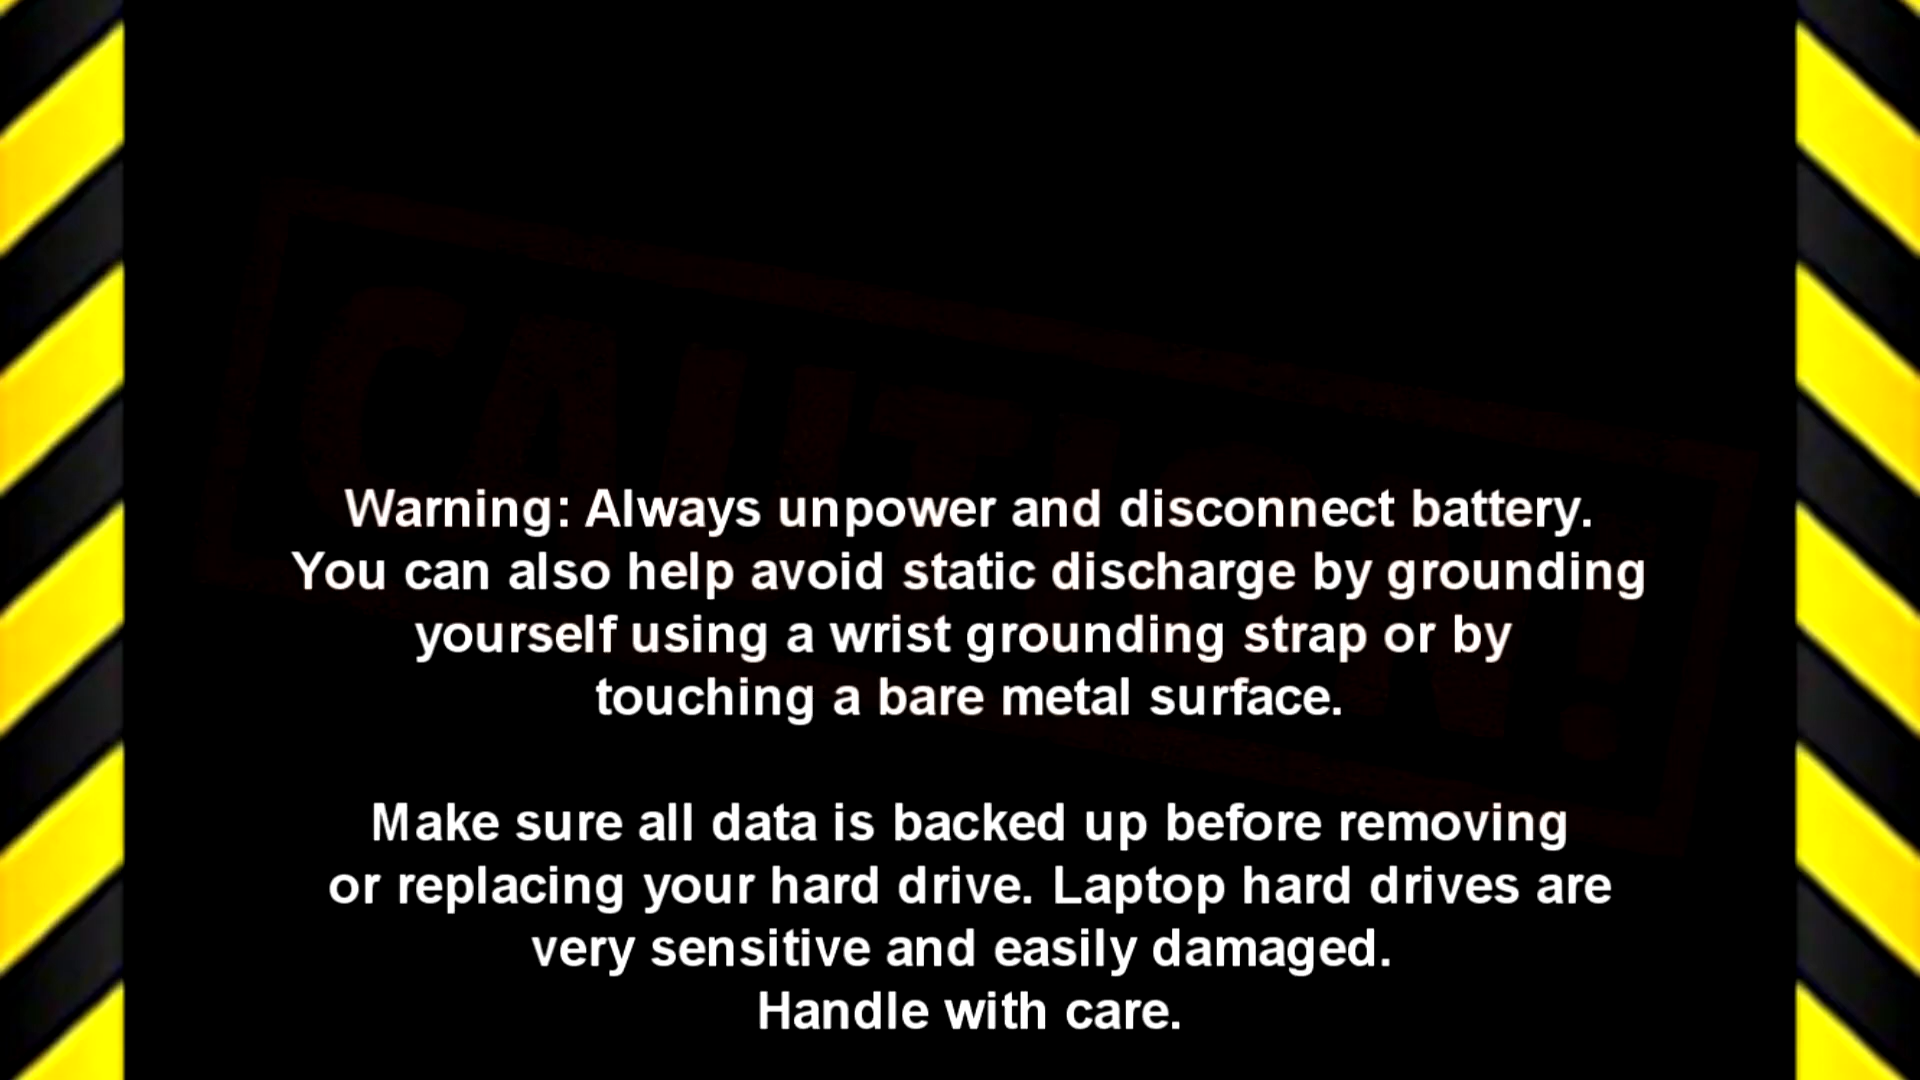 CAUTION!
Warning: Always unpower and disconnect battery.
You can also help avoid static discharge by grounding
yourself using a wrist grounding strap or by
touching a bare metal surface.
Make sure all data is backed up before removing
or replacing your hard drive. Laptop hard drives are
very sensitive and easily damaged.
Handle with care.